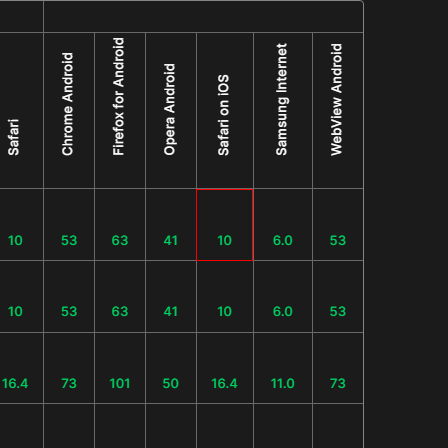 Safari Chrome Android Firefox for Android Opera Android Safari on iOS Samsung Internet WebView Android
10 53 63 41 10 6.0 53
10 53 63 41 10 6.0 53
16.4 73 101 50 16.4 11.0 73